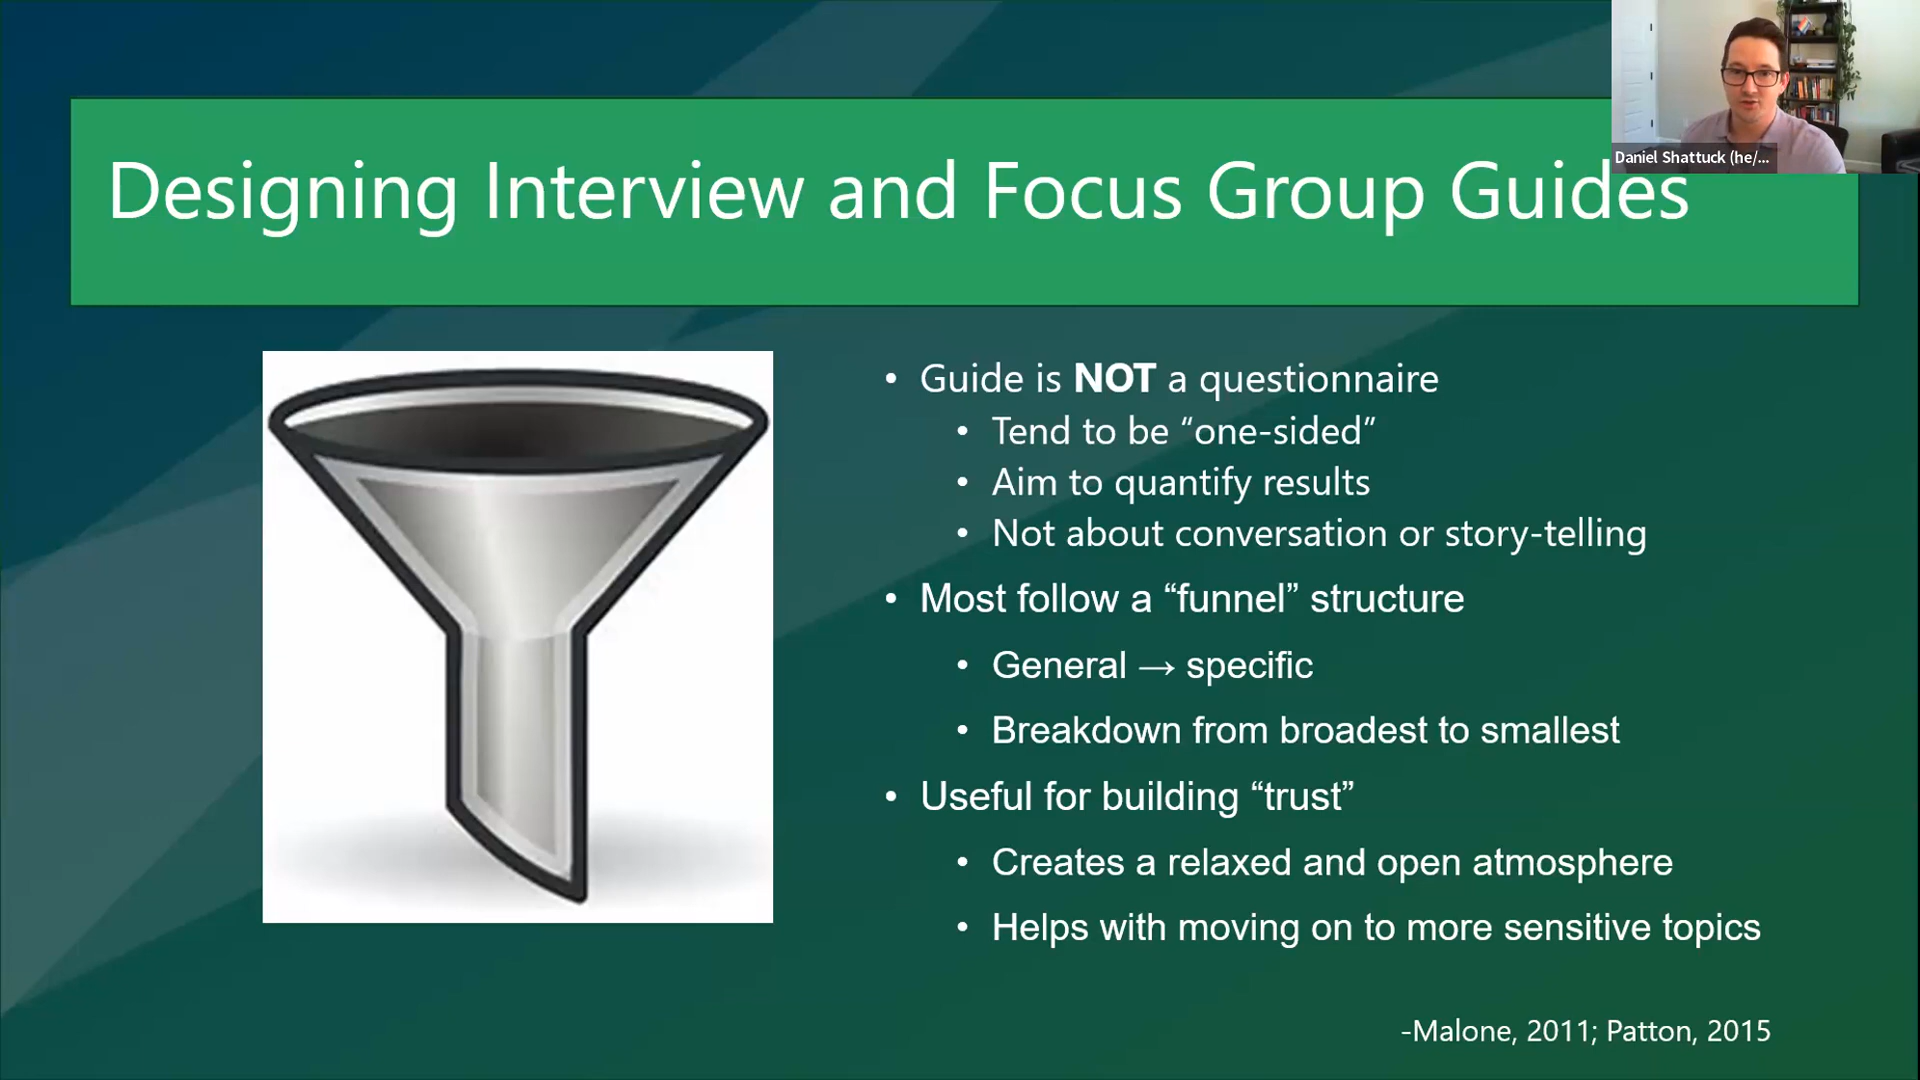 Daniel Shattuck (he/...
Designing Interview and Focus Group Guides
• Guide is NOT a questionnaire
• Tend to be “one-sided”
• Aim to quantify results
• Not about conversation or story-telling
• Most follow a “funnel” structure
• General → specific
• Breakdown from broadest to smallest
• Useful for building “trust”
• Creates a relaxed and open atmosphere
• Helps with moving on to more sensitive topics
-Malone, 2011; Patton, 2015